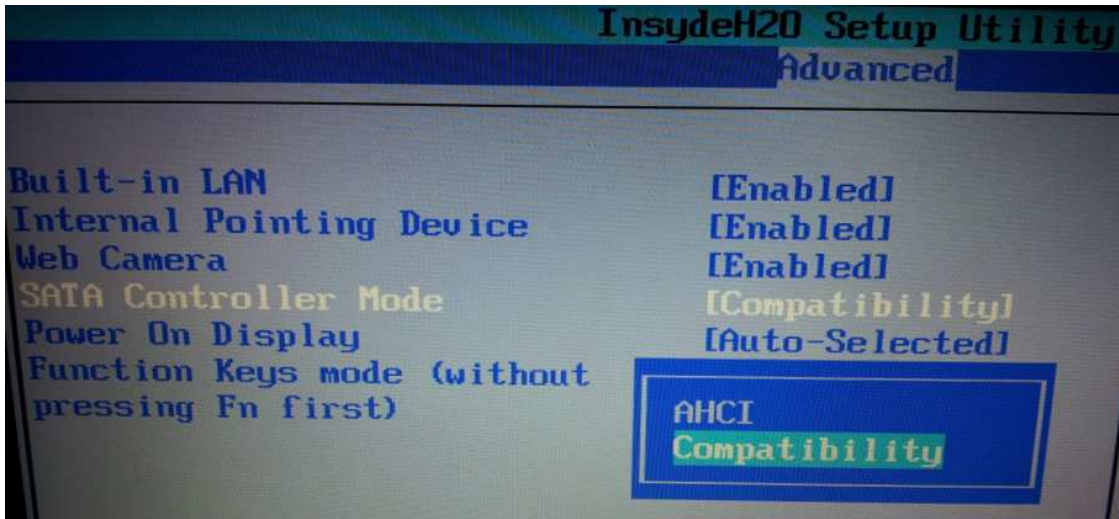 InsydeH2O Setup Utility
Advanced
Built-in LAN [Enabled]
Internal Pointing Device [Enabled]
Web Camera [Enabled]
SATA Controller Mode [Compatibility]
Power On Display [Auto-Selected]
Function Keys mode (without
pressing Fn first)
AHCI
Compatibility